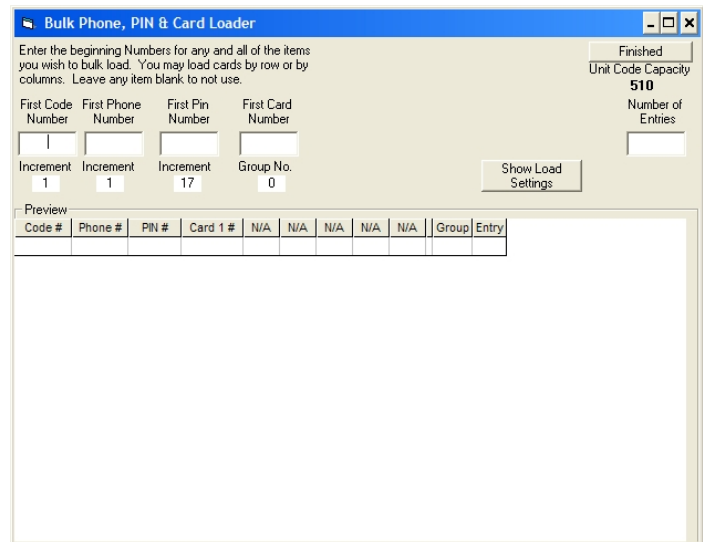 Bulk Phone, PIN & Card Loader
Enter the beginning Numbers for any and all of the items
you wish to bulk load. You may load cards by row or by
columns. Leave any item blank to not use.
Finished
Unit Code Capacity
510
First Code Number
First Phone Number
First Pin Number
First Card Number
Number of Entries
Increment Increment Increment Group No.
1 1 17 0
Show Load Settings
Preview
Code # Phone # PIN # Card 1 # N/A N/A N/A N/A N/A Group Entry